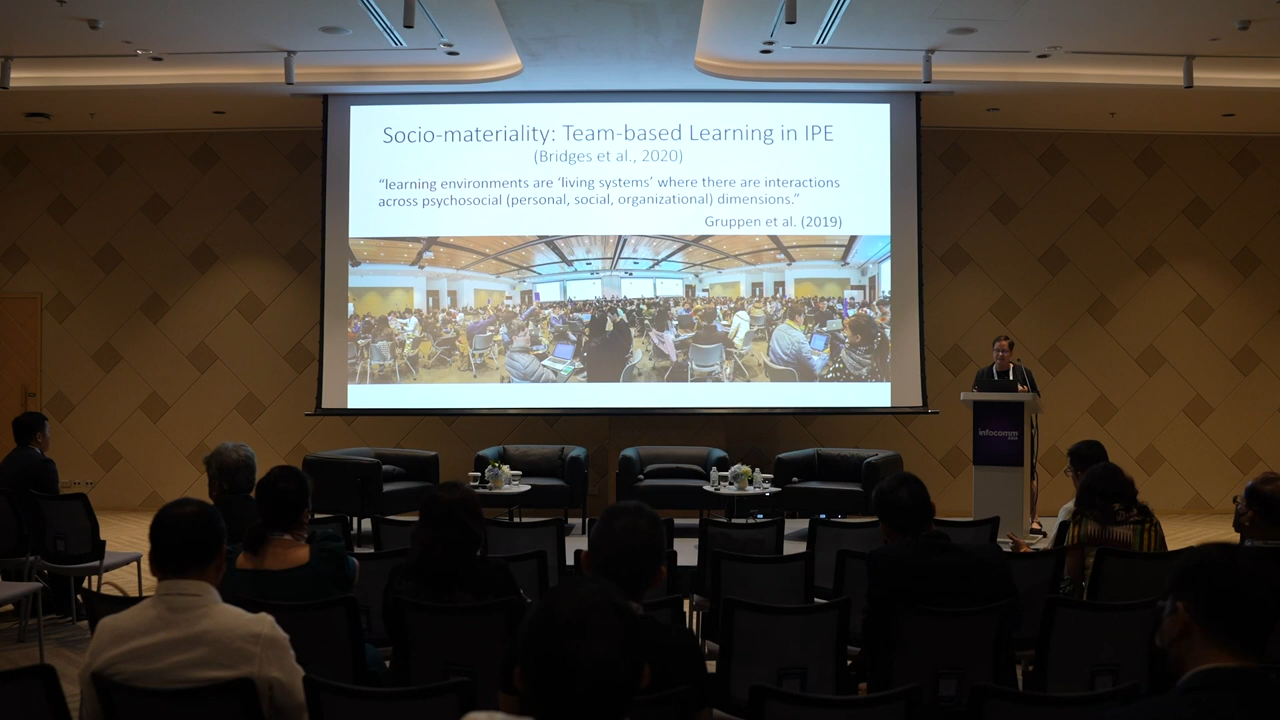 Socio-materiality: Team-based Learning in IPE
(Bridges et al., 2020)
“learning environments are ‘living systems’ where there are interactions
across psychosocial (personal, social, organizational) dimensions.”
Gruppen et al. (2019)
infocomm
ASIA